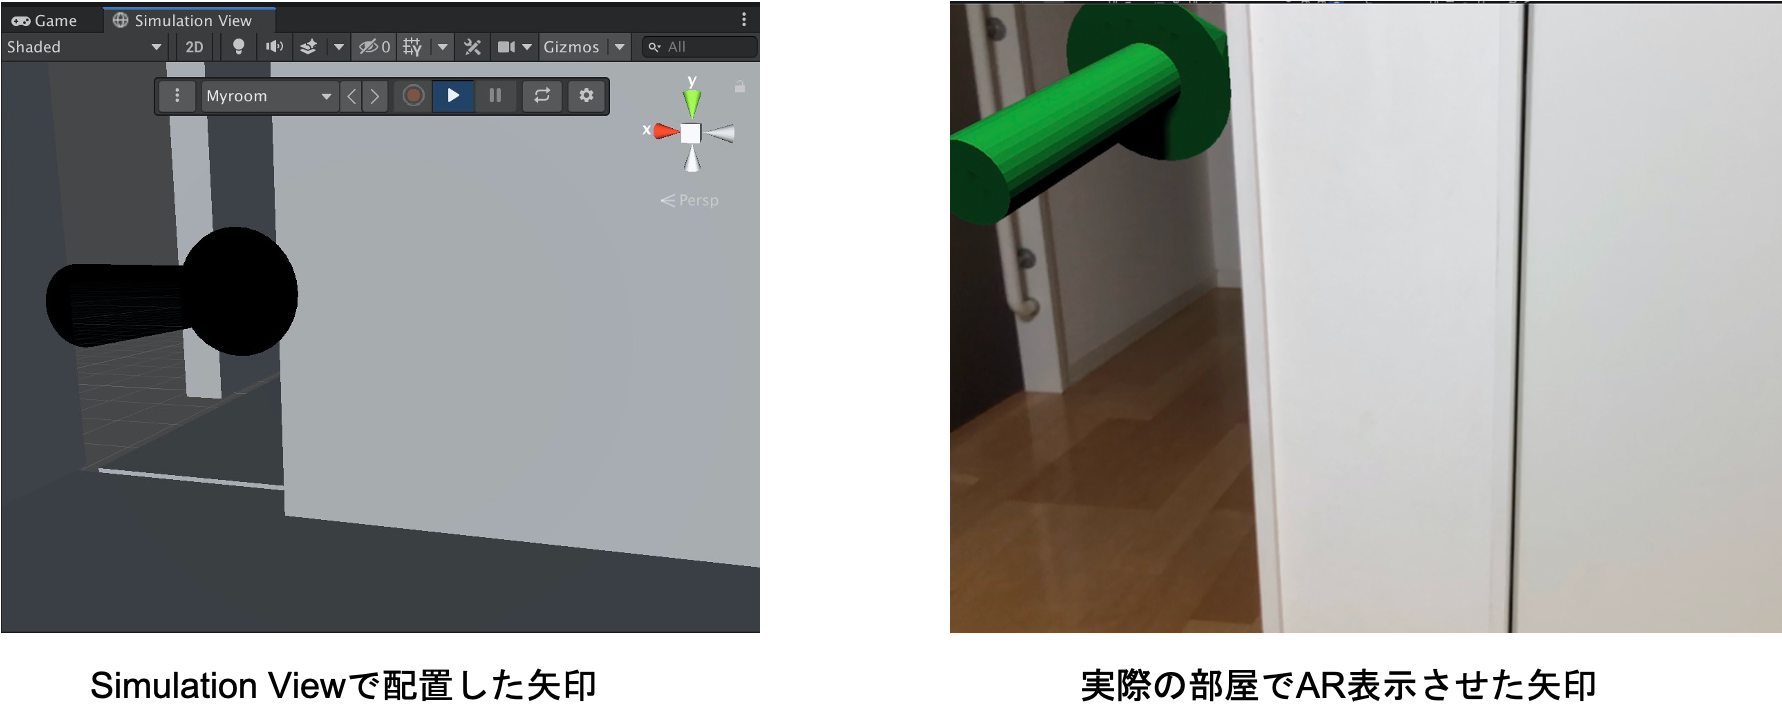 Game Simulation View
Shaded 2D 0 Gizmos All
Myroom
y
x
Persp
Simulation Viewで配置した矢印 実際の部屋でAR表示させた矢印